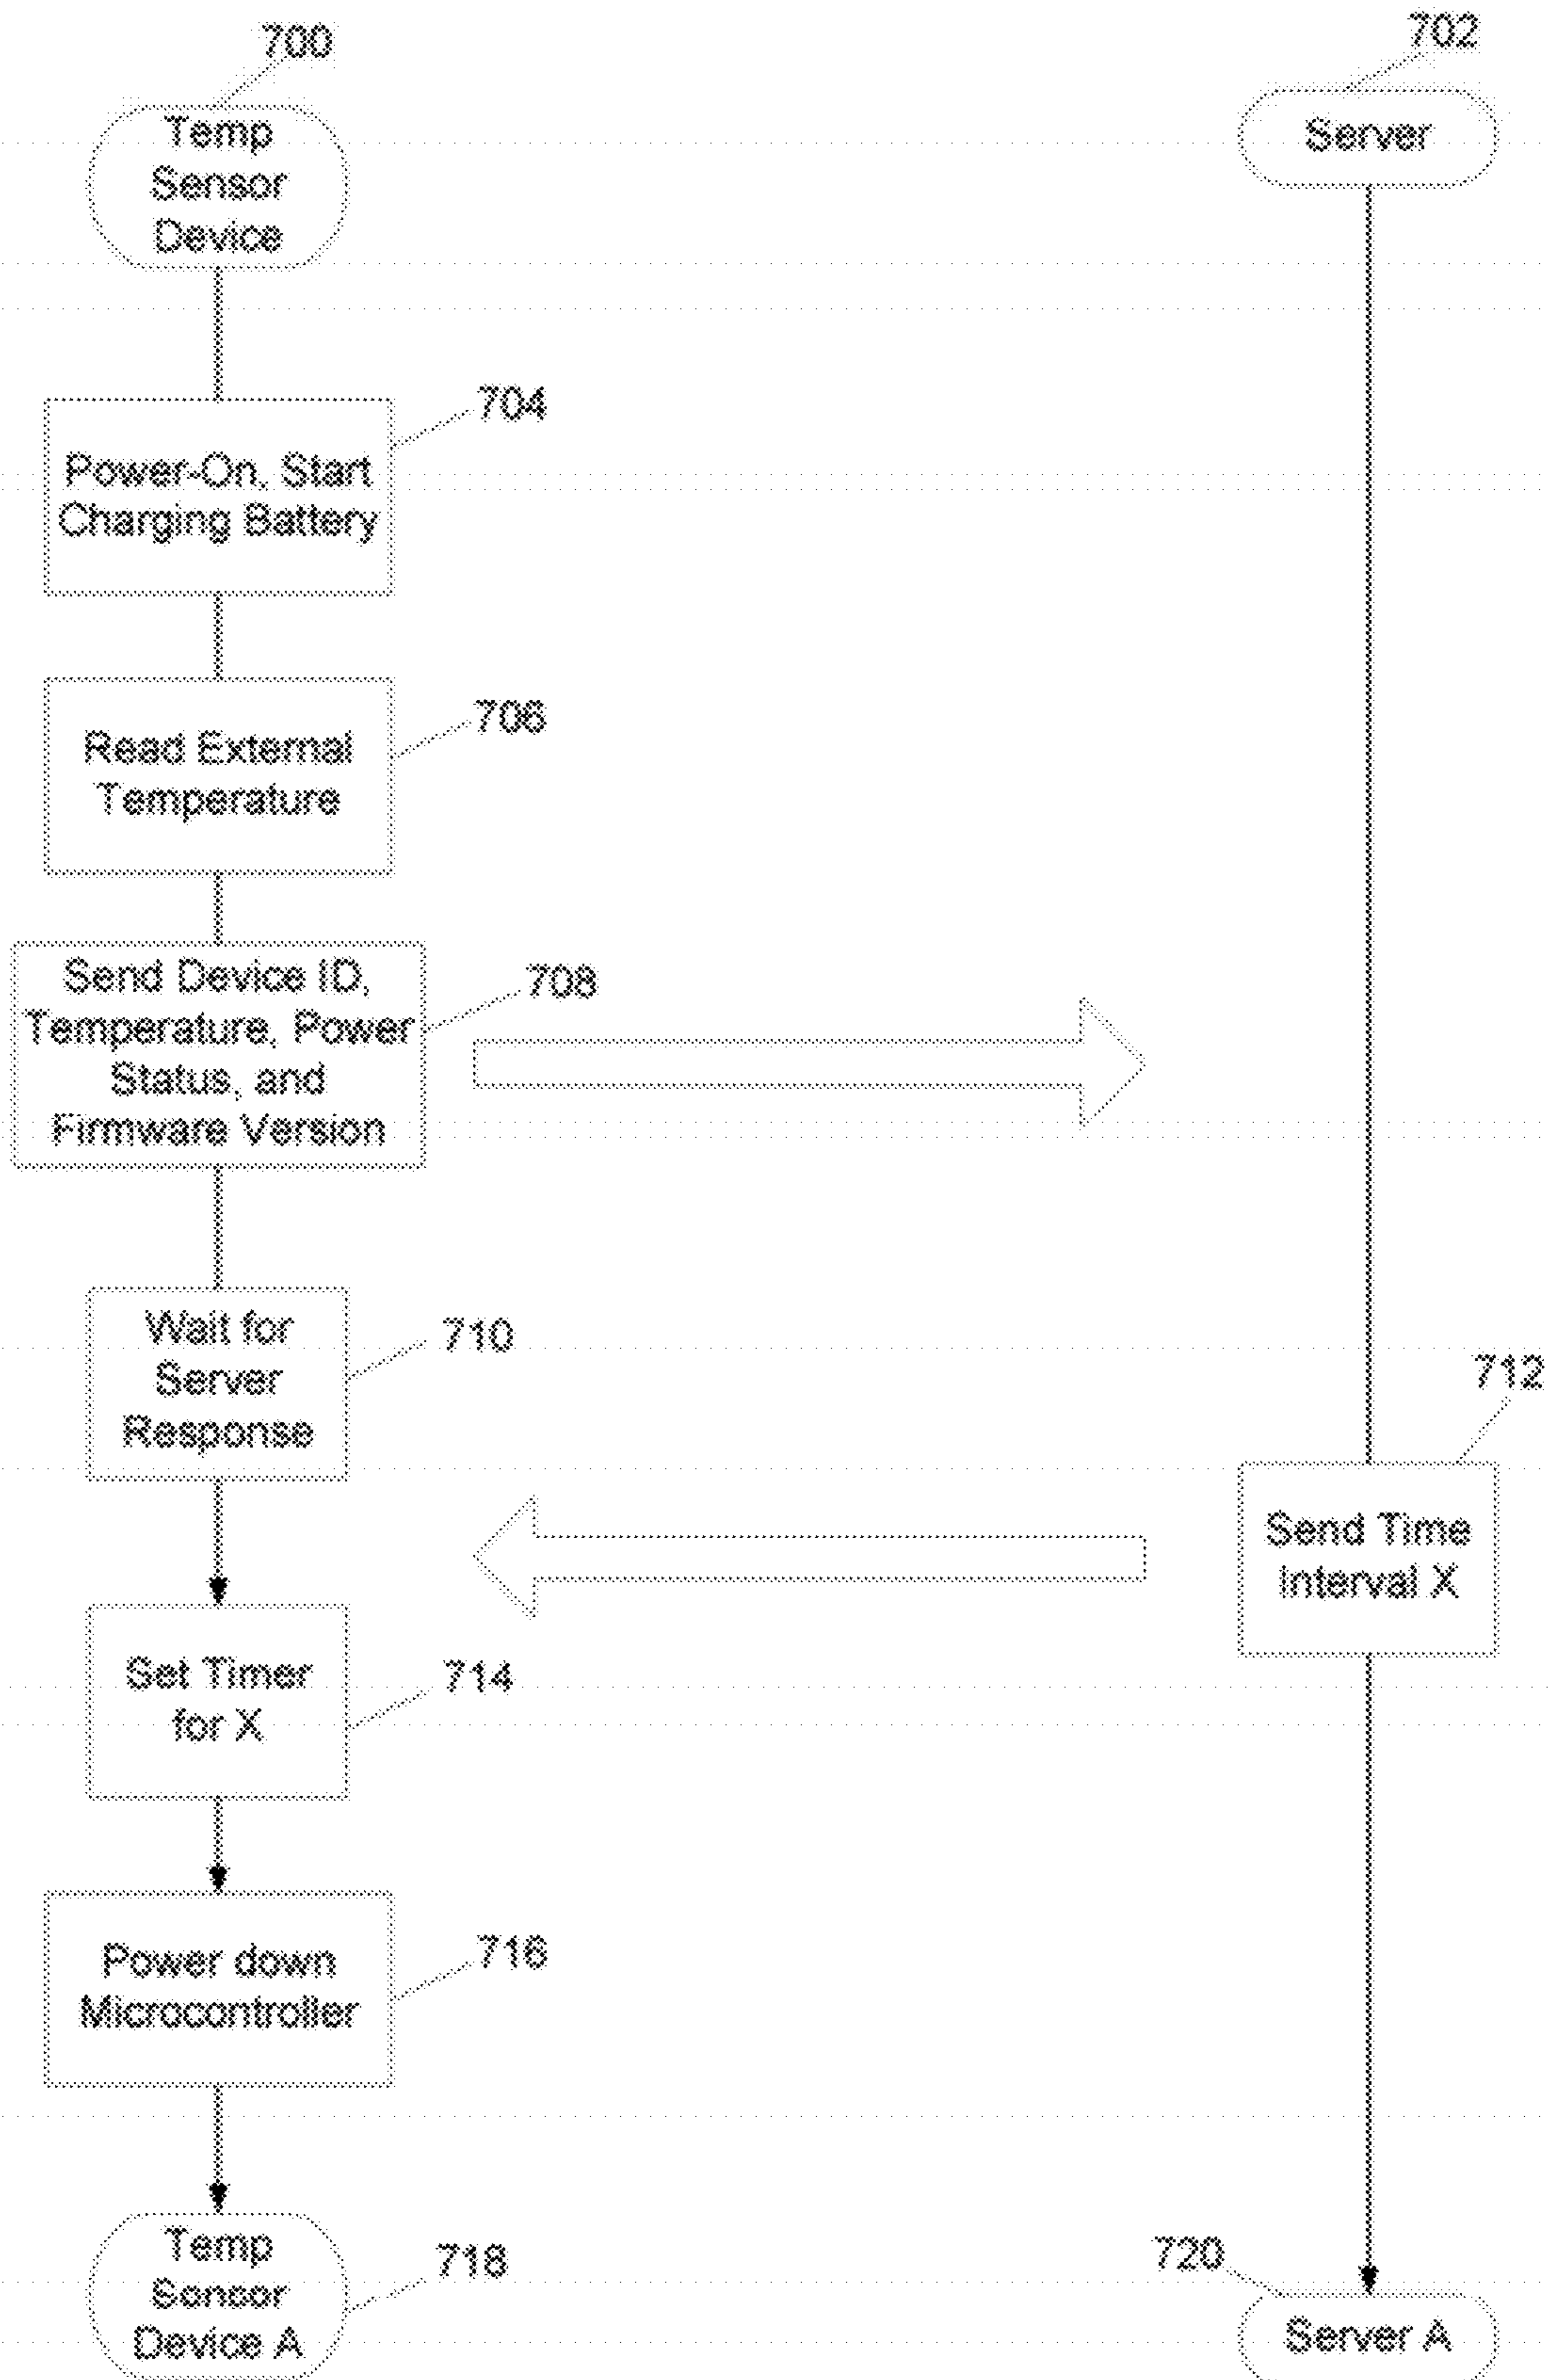 700
702
Temp
Sensor
Device
Server
704
Power-On, Start
Charging Battery
706
Read External
Temperature
708
Send Device ID,
Temperature, Power
Status, and
Firmware Version
710
Wait for
Server
Response
712
Send Time
Interval X
714
Set Timer
for X
716
Power down
Microcontroller
718
Temp
Sensor
Device A
720
Server A